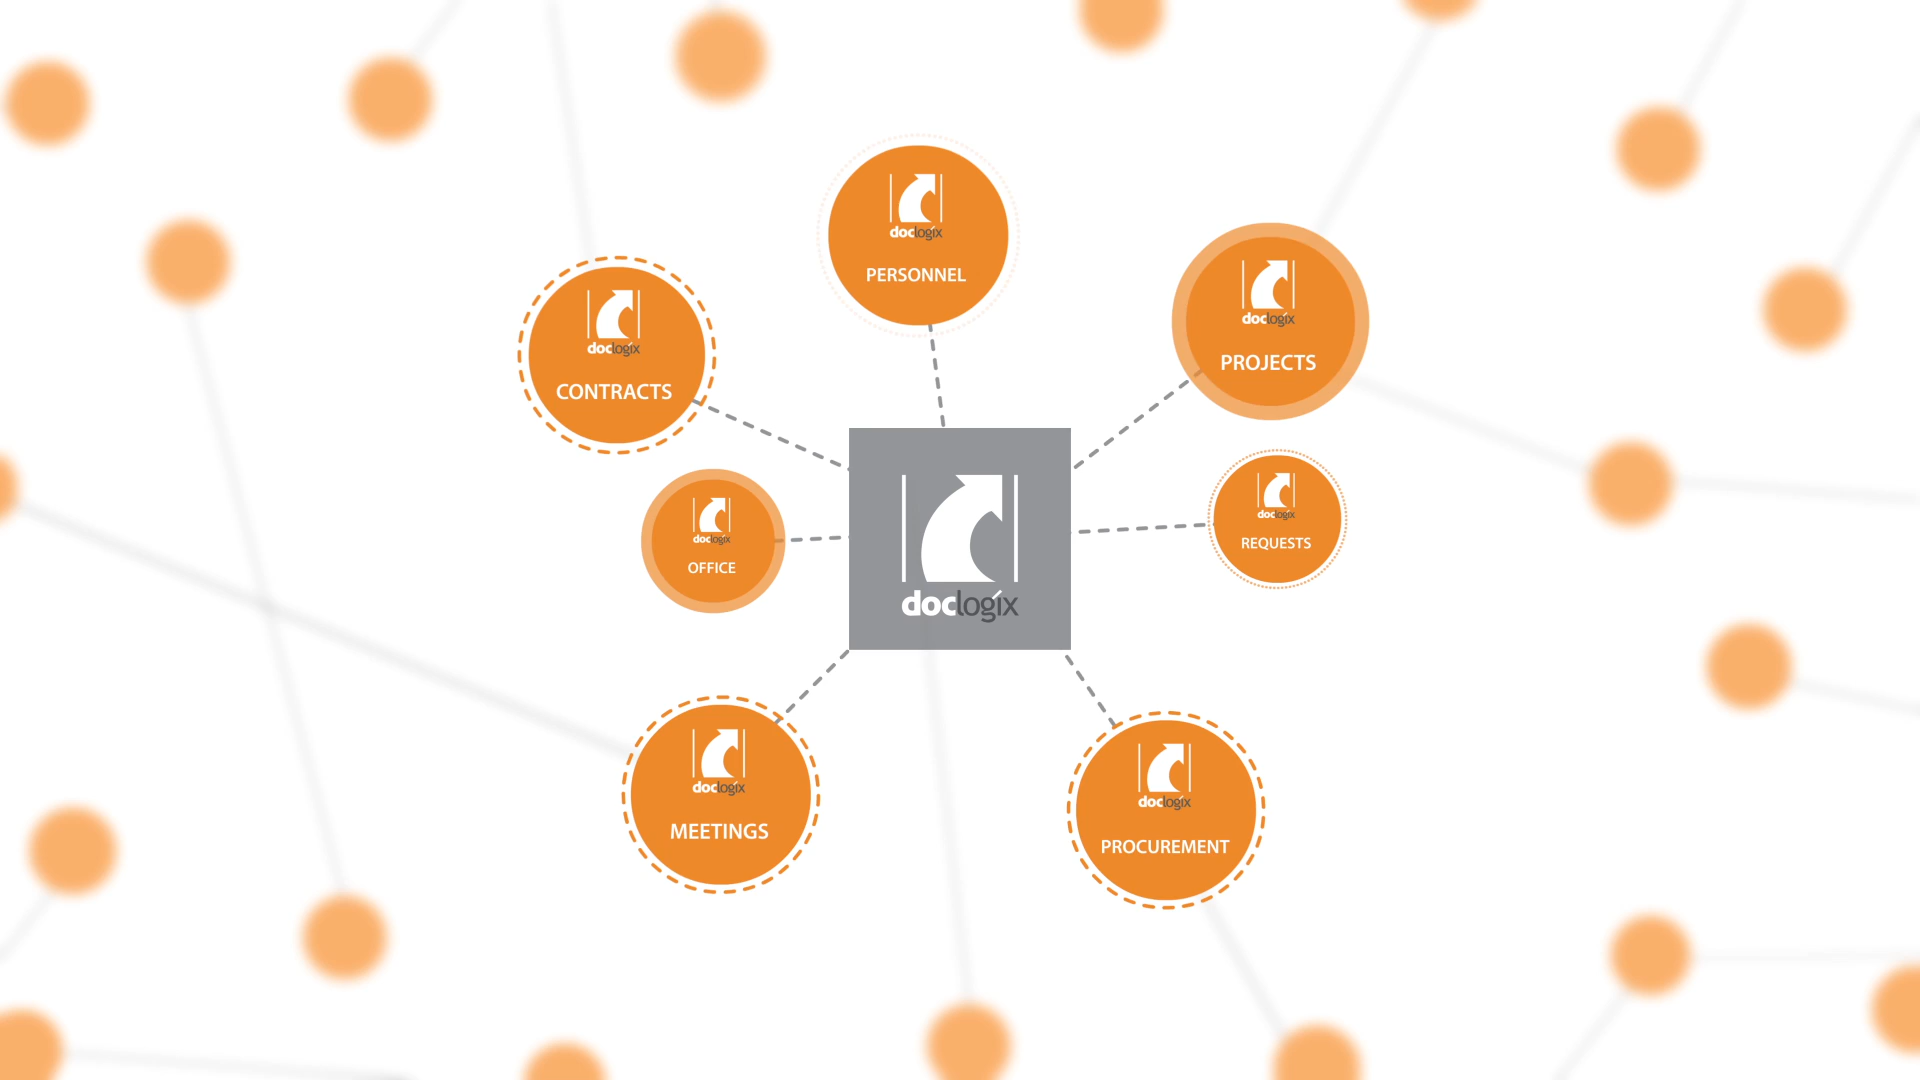 doclogix
PERSONNEL
doclogix
PROJECTS
doclogix
CONTRACTS
doclogix
REQUESTS
doclogix
OFFICE
doclogix
doclogix
MEETINGS
doclogix
PROCUREMENT